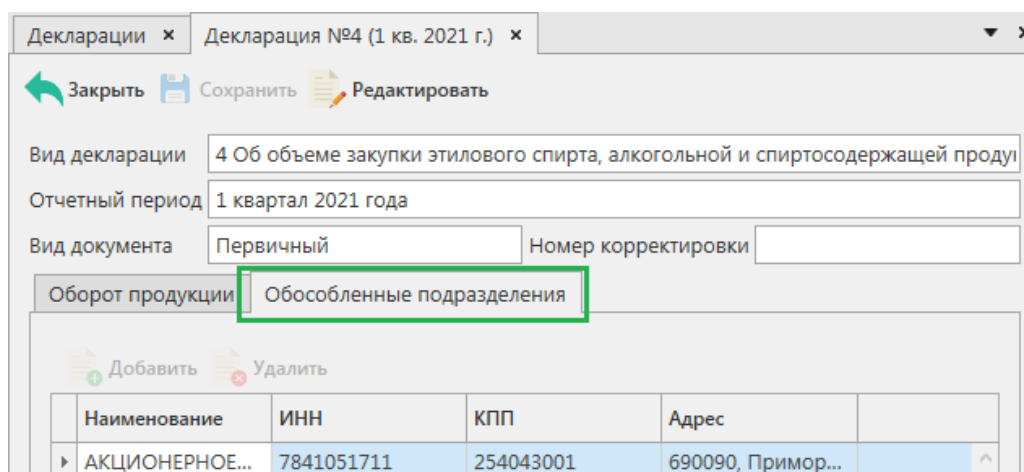 Декларации × Декларация №4 (1 кв. 2021 г.) ×
Закрыть Сохранить Редактировать
Вид декларации 4 Об объеме закупки этилового спирта, алкогольной и спиртосодержащей
Отчетный период 1 квартал 2021 года
Вид документа Первичный Номер корректировки
Оборот продукции Обособленные подразделения
Добавить Удалить
Наименование ИНН КПП Адрес
АКЦИОНЕРНОЕ... 7841051711 254043001 690090, Примор...